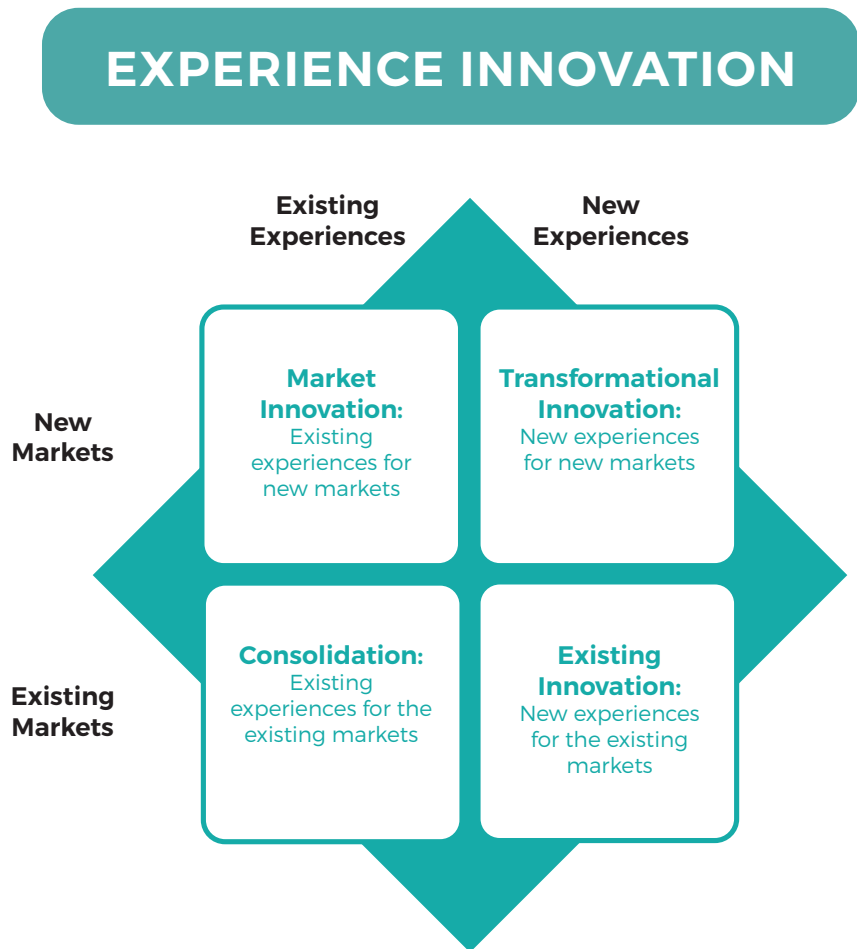 EXPERIENCE INNOVATION
Existing
Experiences
New
Experiences
New
Markets
Market
Innovation:
Existing
experiences for
new markets
Transformational
Innovation:
New experiences
for new markets
Existing
Markets
Consolidation:
Existing
experiences for the
existing markets
Existing
Innovation:
New experiences
for the existing
markets